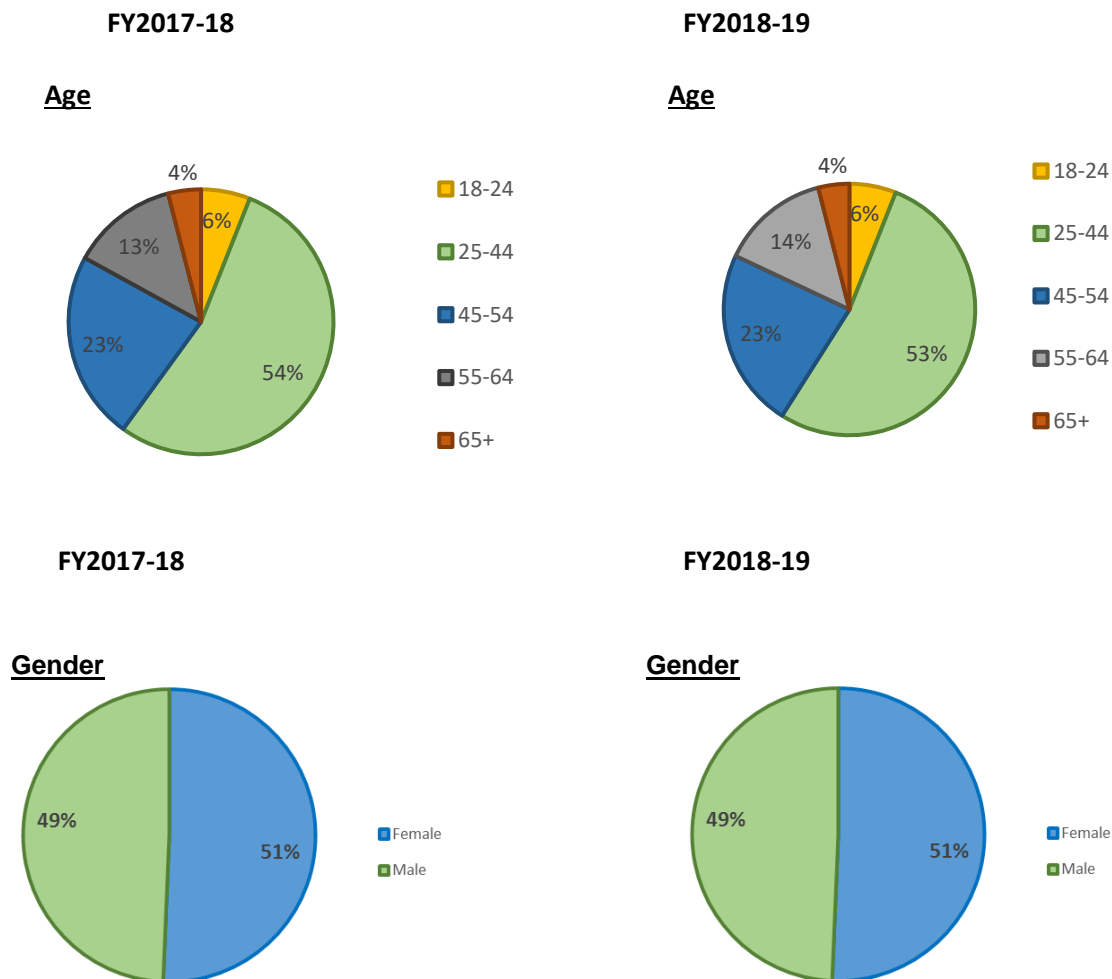 FY2017-18
FY2018-19
Age
Age
4%
6%
13%
23%
54%
18-24
25-44
45-54
55-64
65+
4%
6%
14%
23%
53%
18-24
25-44
45-54
55-64
65+
FY2017-18
FY2018-19
Gender
Gender
49%
51%
Female
Male
49%
51%
Female
Male